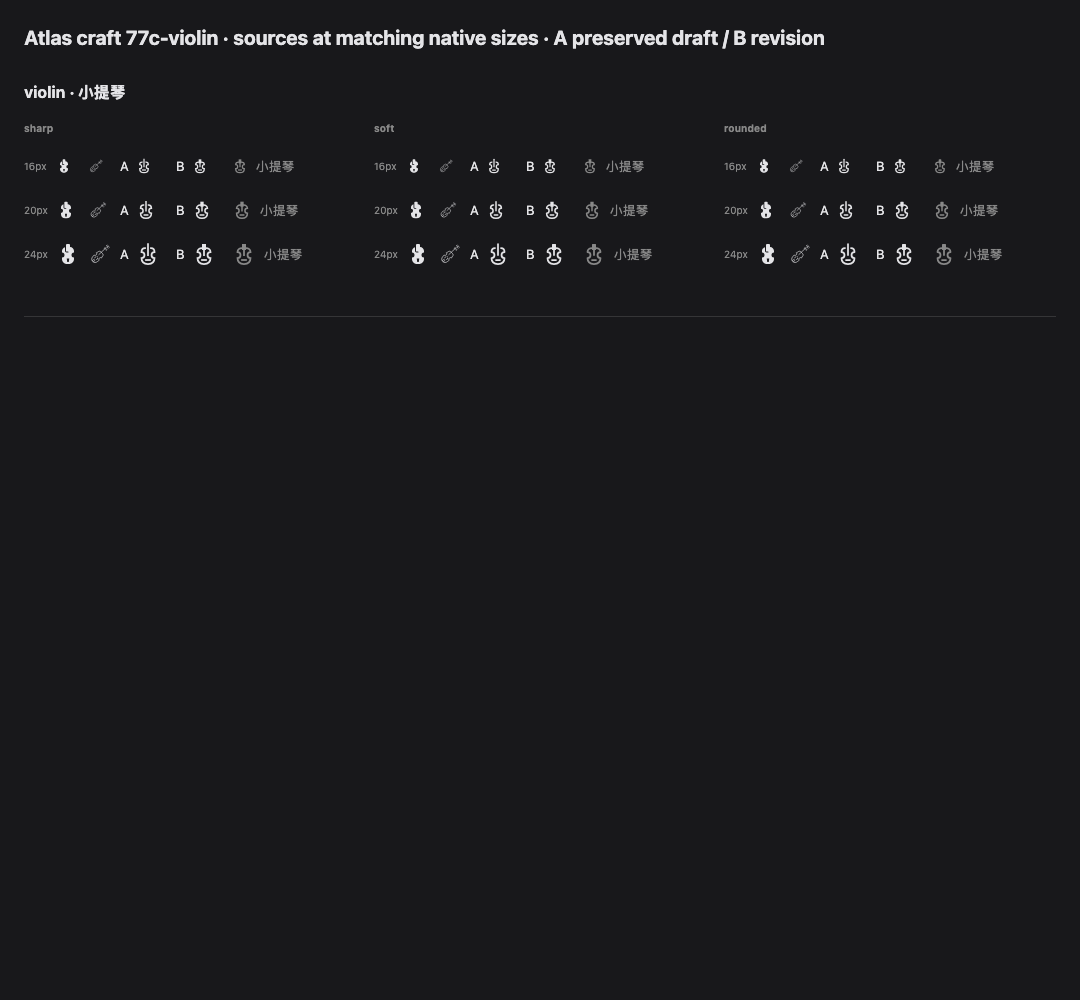 Atlas craft 77c-violin · sources at matching native sizes · A preserved draft / B revision
violin · 小提琴
sharp soft rounded
16px A B 小提琴 16px A B 小提琴 16px A B 小提琴
20px A B 小提琴 20px A B 小提琴 20px A B 小提琴
24px A B 小提琴 24px A B 小提琴 24px A B 小提琴